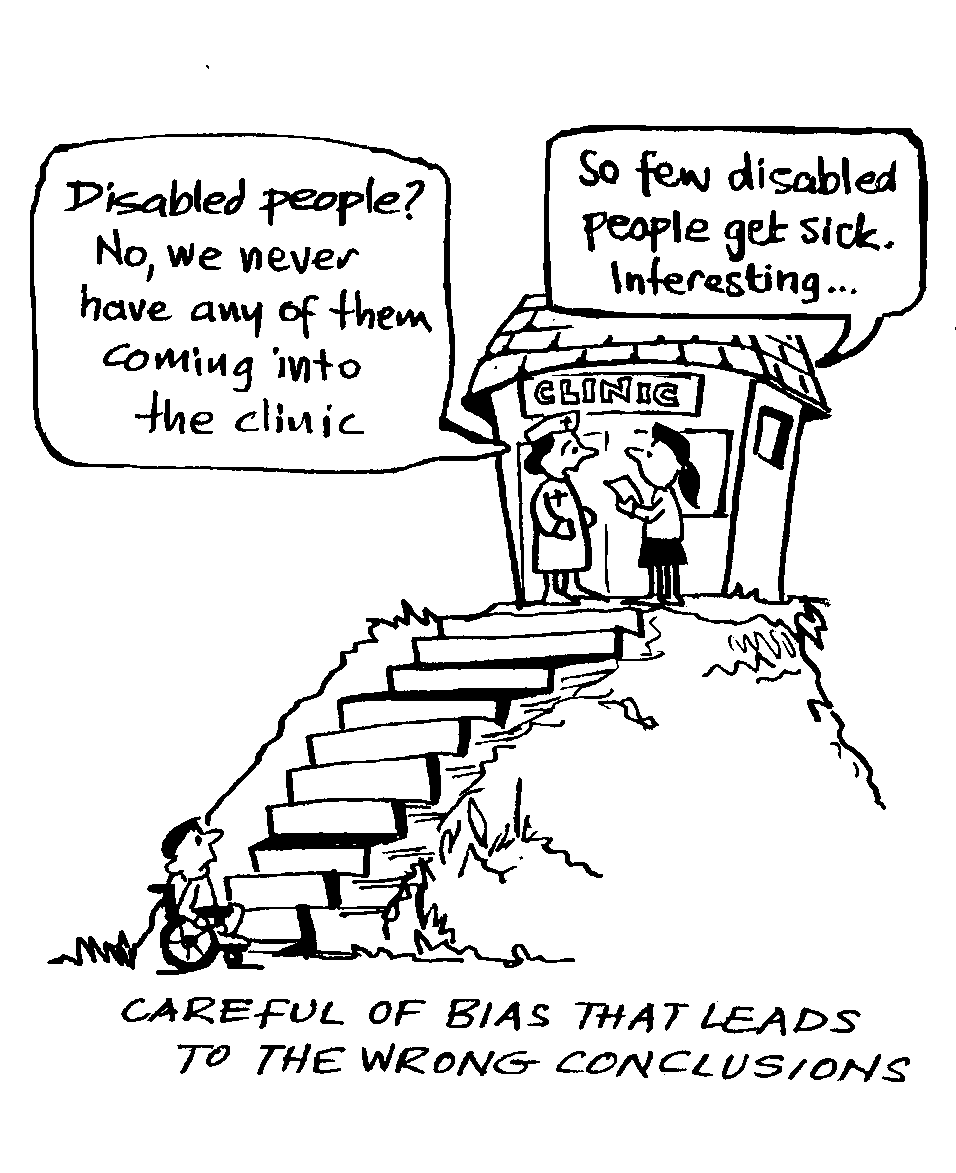 Disabled people?
No, we never
have any of them
coming into
the clinic
So few disabled
people get sick.
Interesting...
CLINIC
CAREFUL OF BIAS THAT LEADS
TO THE WRONG CONCLUSIONS